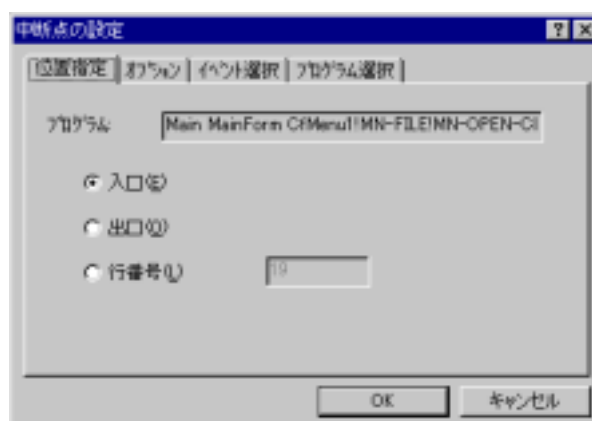 中断点の設定
位置指定 オプション イベント選択 プログラム選択
プログラム Main MainForm CfMenu1!MN-FILE!MN-OPEN-Cl
入口(E)
出口(O)
行番号(L) 19
OK キャンセル